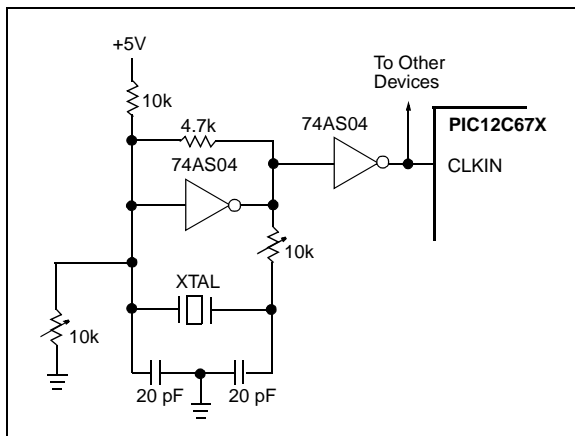 +5V
10k
4.7k
74AS04
74AS04
To Other
Devices
PIC12C67X
CLKIN
10k
XTAL
10k
20 pF
20 pF